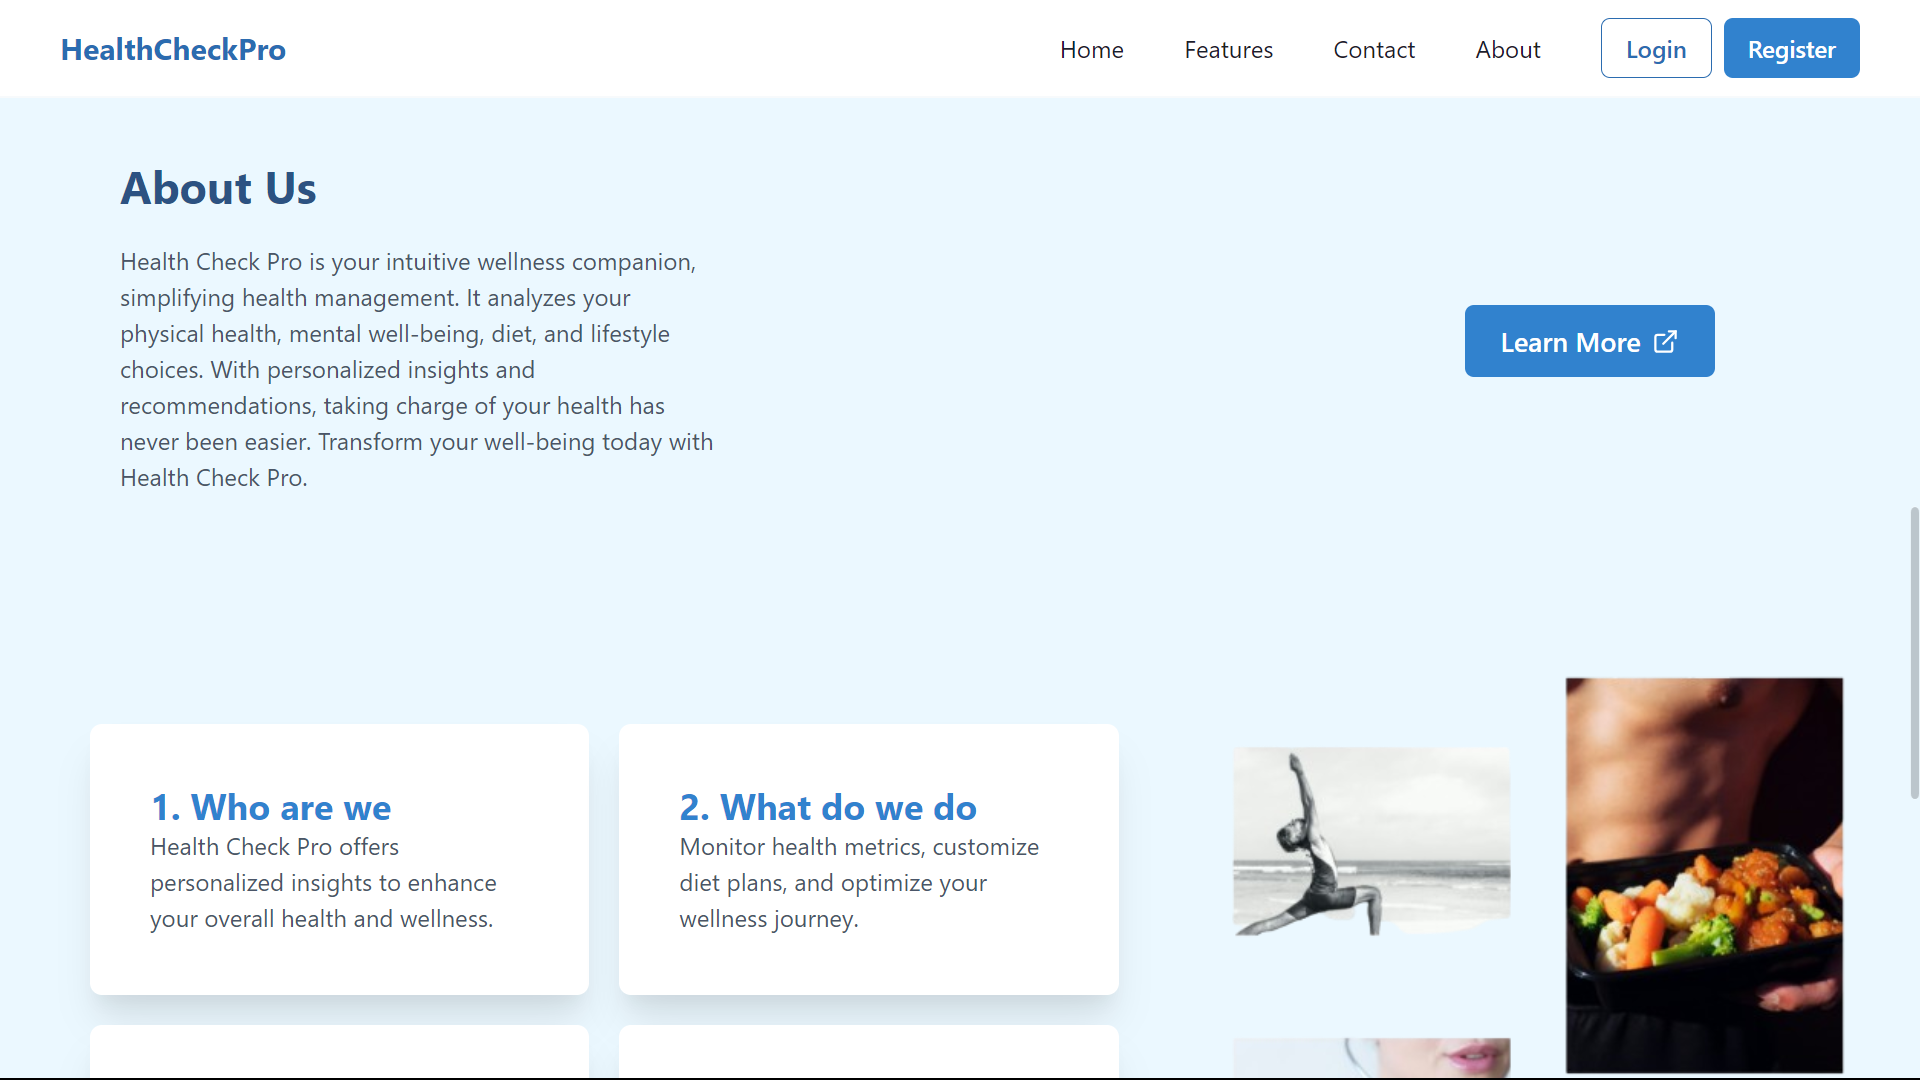 HealthCheckPro
Home
Features
Contact
About
Login
Register
About Us
Health Check Pro is your intuitive wellness companion,
simplifying health management. It analyzes your
physical health, mental well-being, diet, and lifestyle
choices. With personalized insights and
recommendations, taking charge of your health has
never been easier. Transform your well-being today with
Health Check Pro.
Learn More
1. Who are we
Health Check Pro offers
personalized insights to enhance
your overall health and wellness.
2. What do we do
Monitor health metrics, customize
diet plans, and optimize your
wellness journey.